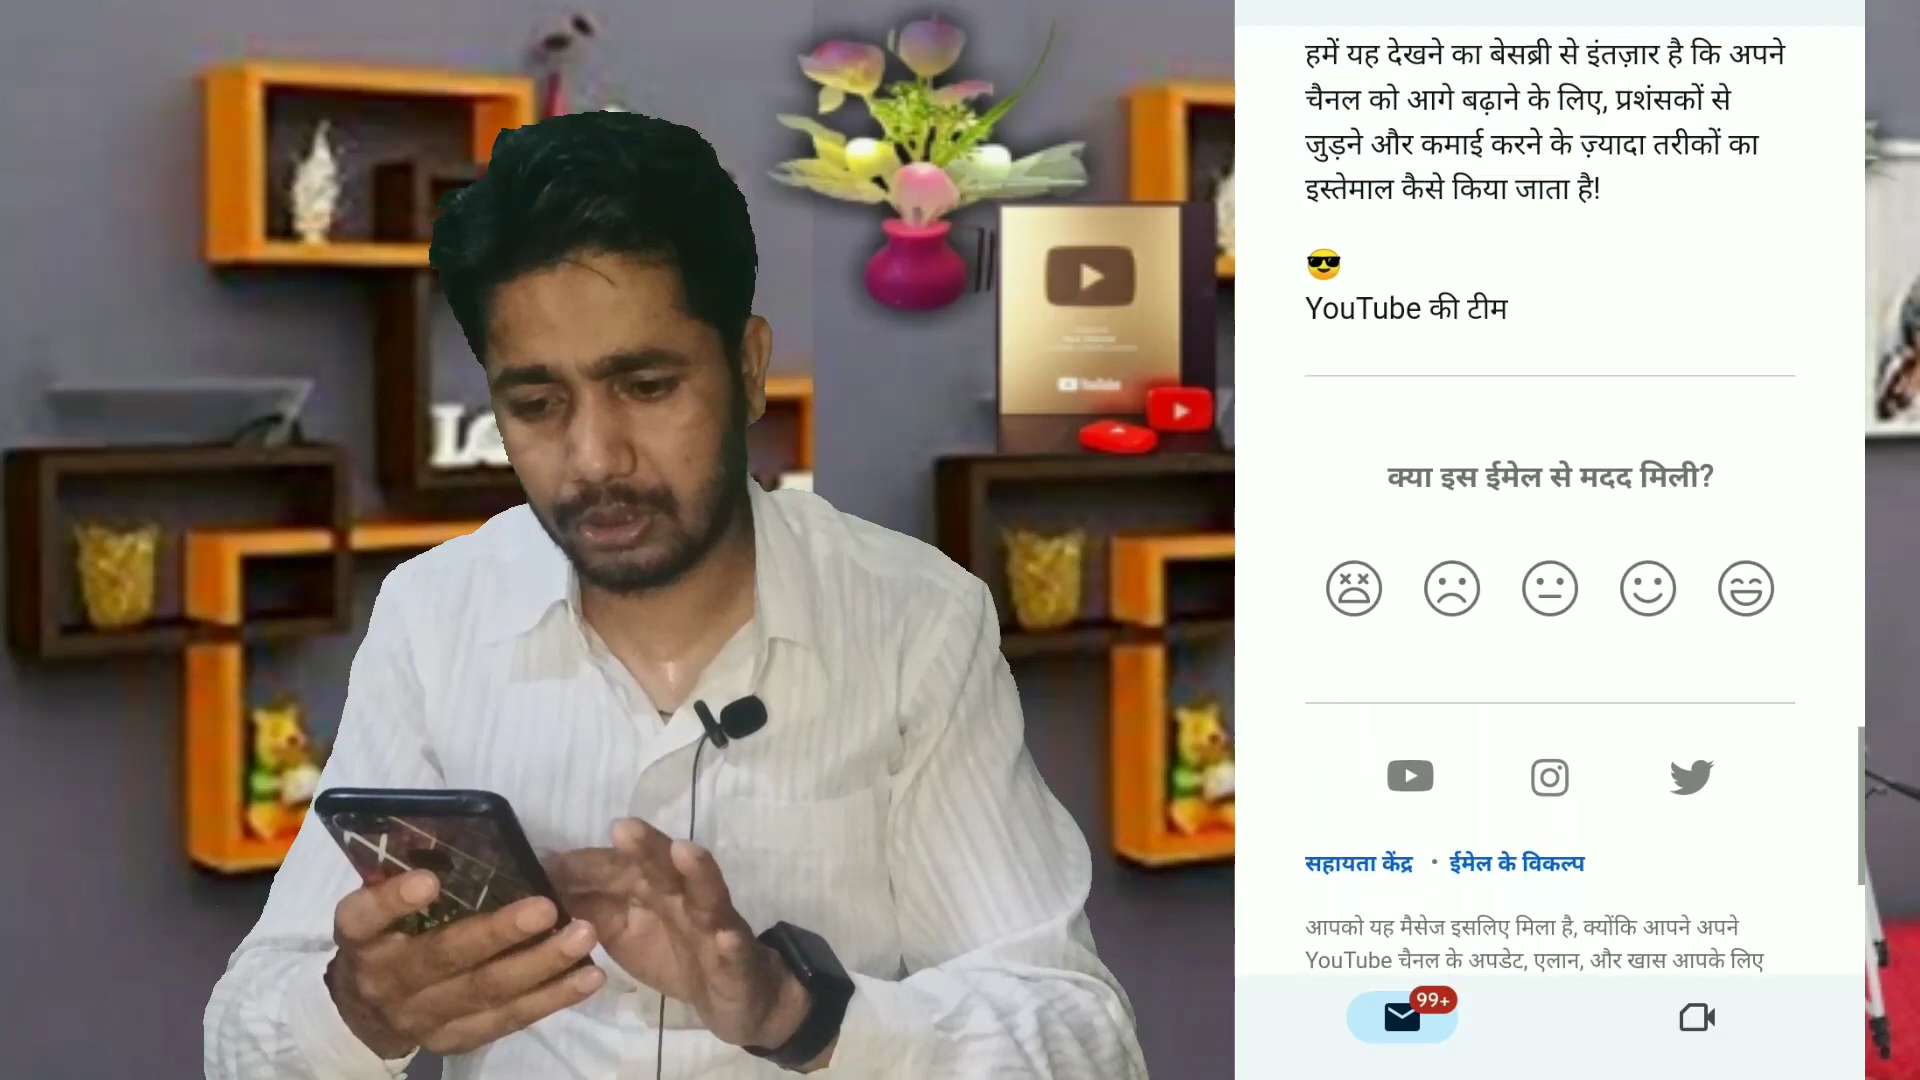 हमें यह देखने का बेसब्री से इंतज़ार है कि अपने
चैनल को आगे बढ़ाने के लिए, प्रशंसकों से
जुड़ने और कमाई करने के ज़्यादा तरीकों का
इस्तेमाल कैसे किया जाता है!
😎
YouTube की टीम
क्या इस ईमेल से मदद मिली?
सहायता केंद्र • ईमेल के विकल्प
आपको यह मैसेज इसलिए मिला है, क्योंकि आपने अपने
YouTube चैनल के अपडेट, एलान, और खास आपके लिए
99+
YouTube